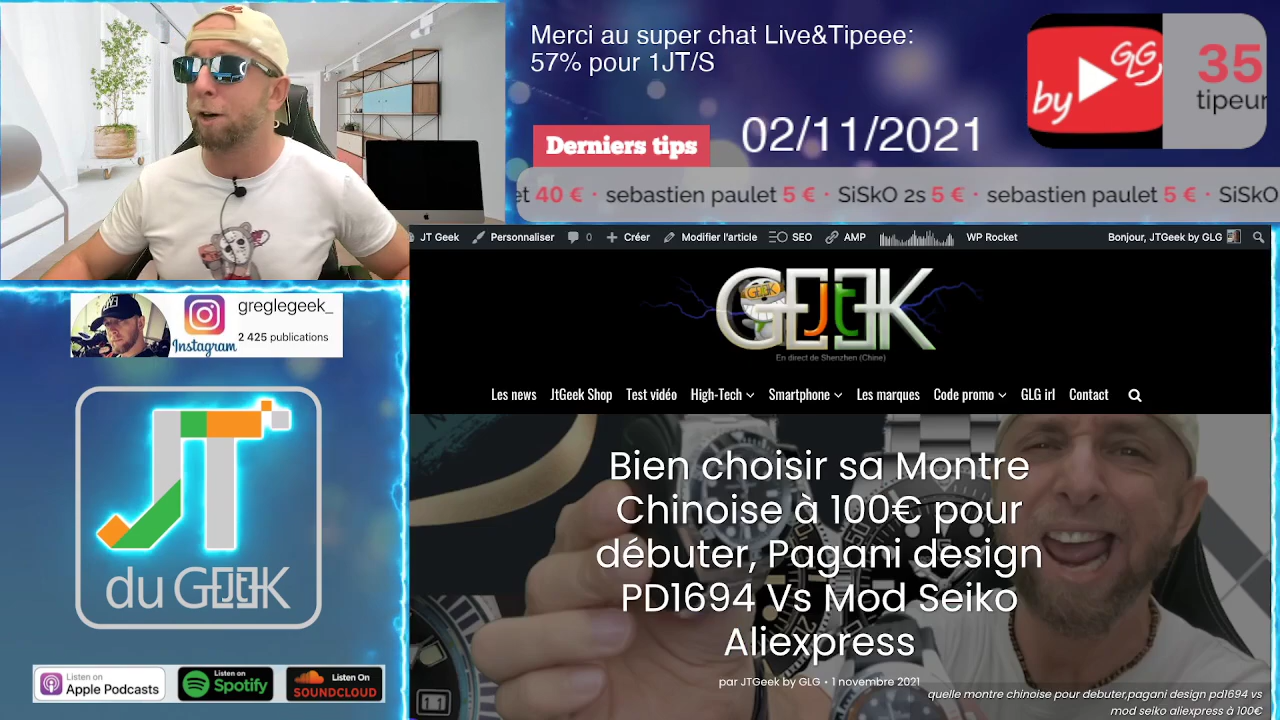 Merci au super chat Live&Tipeee:
57% pour 1JT/S
by GLG
35
tipeur
Derniers tips
02/11/2021
et 40 € · sebastien paulet 5 € · SiSkO 2s 5 € · sebastien paulet 5 € · SiSkO
JT Geek Personnaliser 0 Créer Modifier l'article SEO AMP WP Rocket Bonjour, JTGeek by GLG
GEEK jt
En direct de Shenzhen (Chine)
Les news JtGeek Shop Test vidéo High-Tech Smartphone Les marques Code promo GLG irl Contact
greglegeek_
2 425 publications
Instagram
JT
du GEEK
Listen on
Apple Podcasts
Listen on
Spotify
Listen On
SOUNDCLOUD
Bien choisir sa Montre
Chinoise à 100€ pour
débuter, Pagani design
PD1694 Vs Mod Seiko
Aliexpress
par JTGeek by GLG • 1 novembre 2021
quelle montre chinoise pour debuter,pagani design pd1694 vs
mod seiko aliexpress à 100€
11